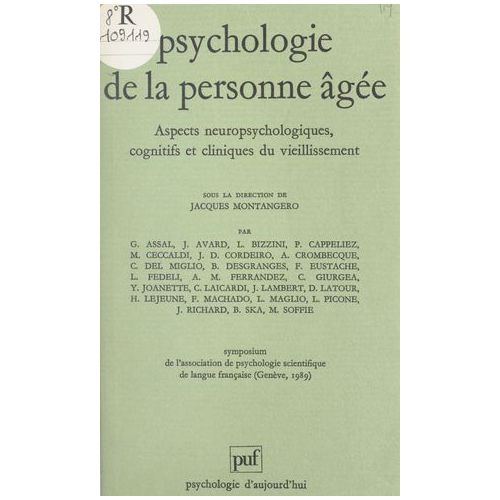 8° R
109119
psychologie
de la personne âgée
Aspects neuropsychologiques,
cognitifs et cliniques du vieillissement
SOUS LA DIRECTION DE
JACQUES MONTANGERO
PAR
G. ASSAL, J. AVARD, L. BIZZINI, P. CAPPELIEZ,
M. CECCALDI, J. D. CORDEIRO, A. CROMBECQUE,
C. DEL MIGLIO, B. DESGRANGES, F. EUSTACHE,
L. FEDELI, A. M. FERRANDEZ, C. GIURGEA,
Y. JOANETTE, C. LAICARDI, J. LAMBERT, D. LATOUR,
H. LEJEUNE, F. MACHADO, L. MAGLIO, L. PICONE,
J. RICHARD, B. SKA, M. SOFFIE
symposium
de l'association de psychologie scientifique
de langue française (Genève, 1989)
puf
psychologie d'aujourd'hui